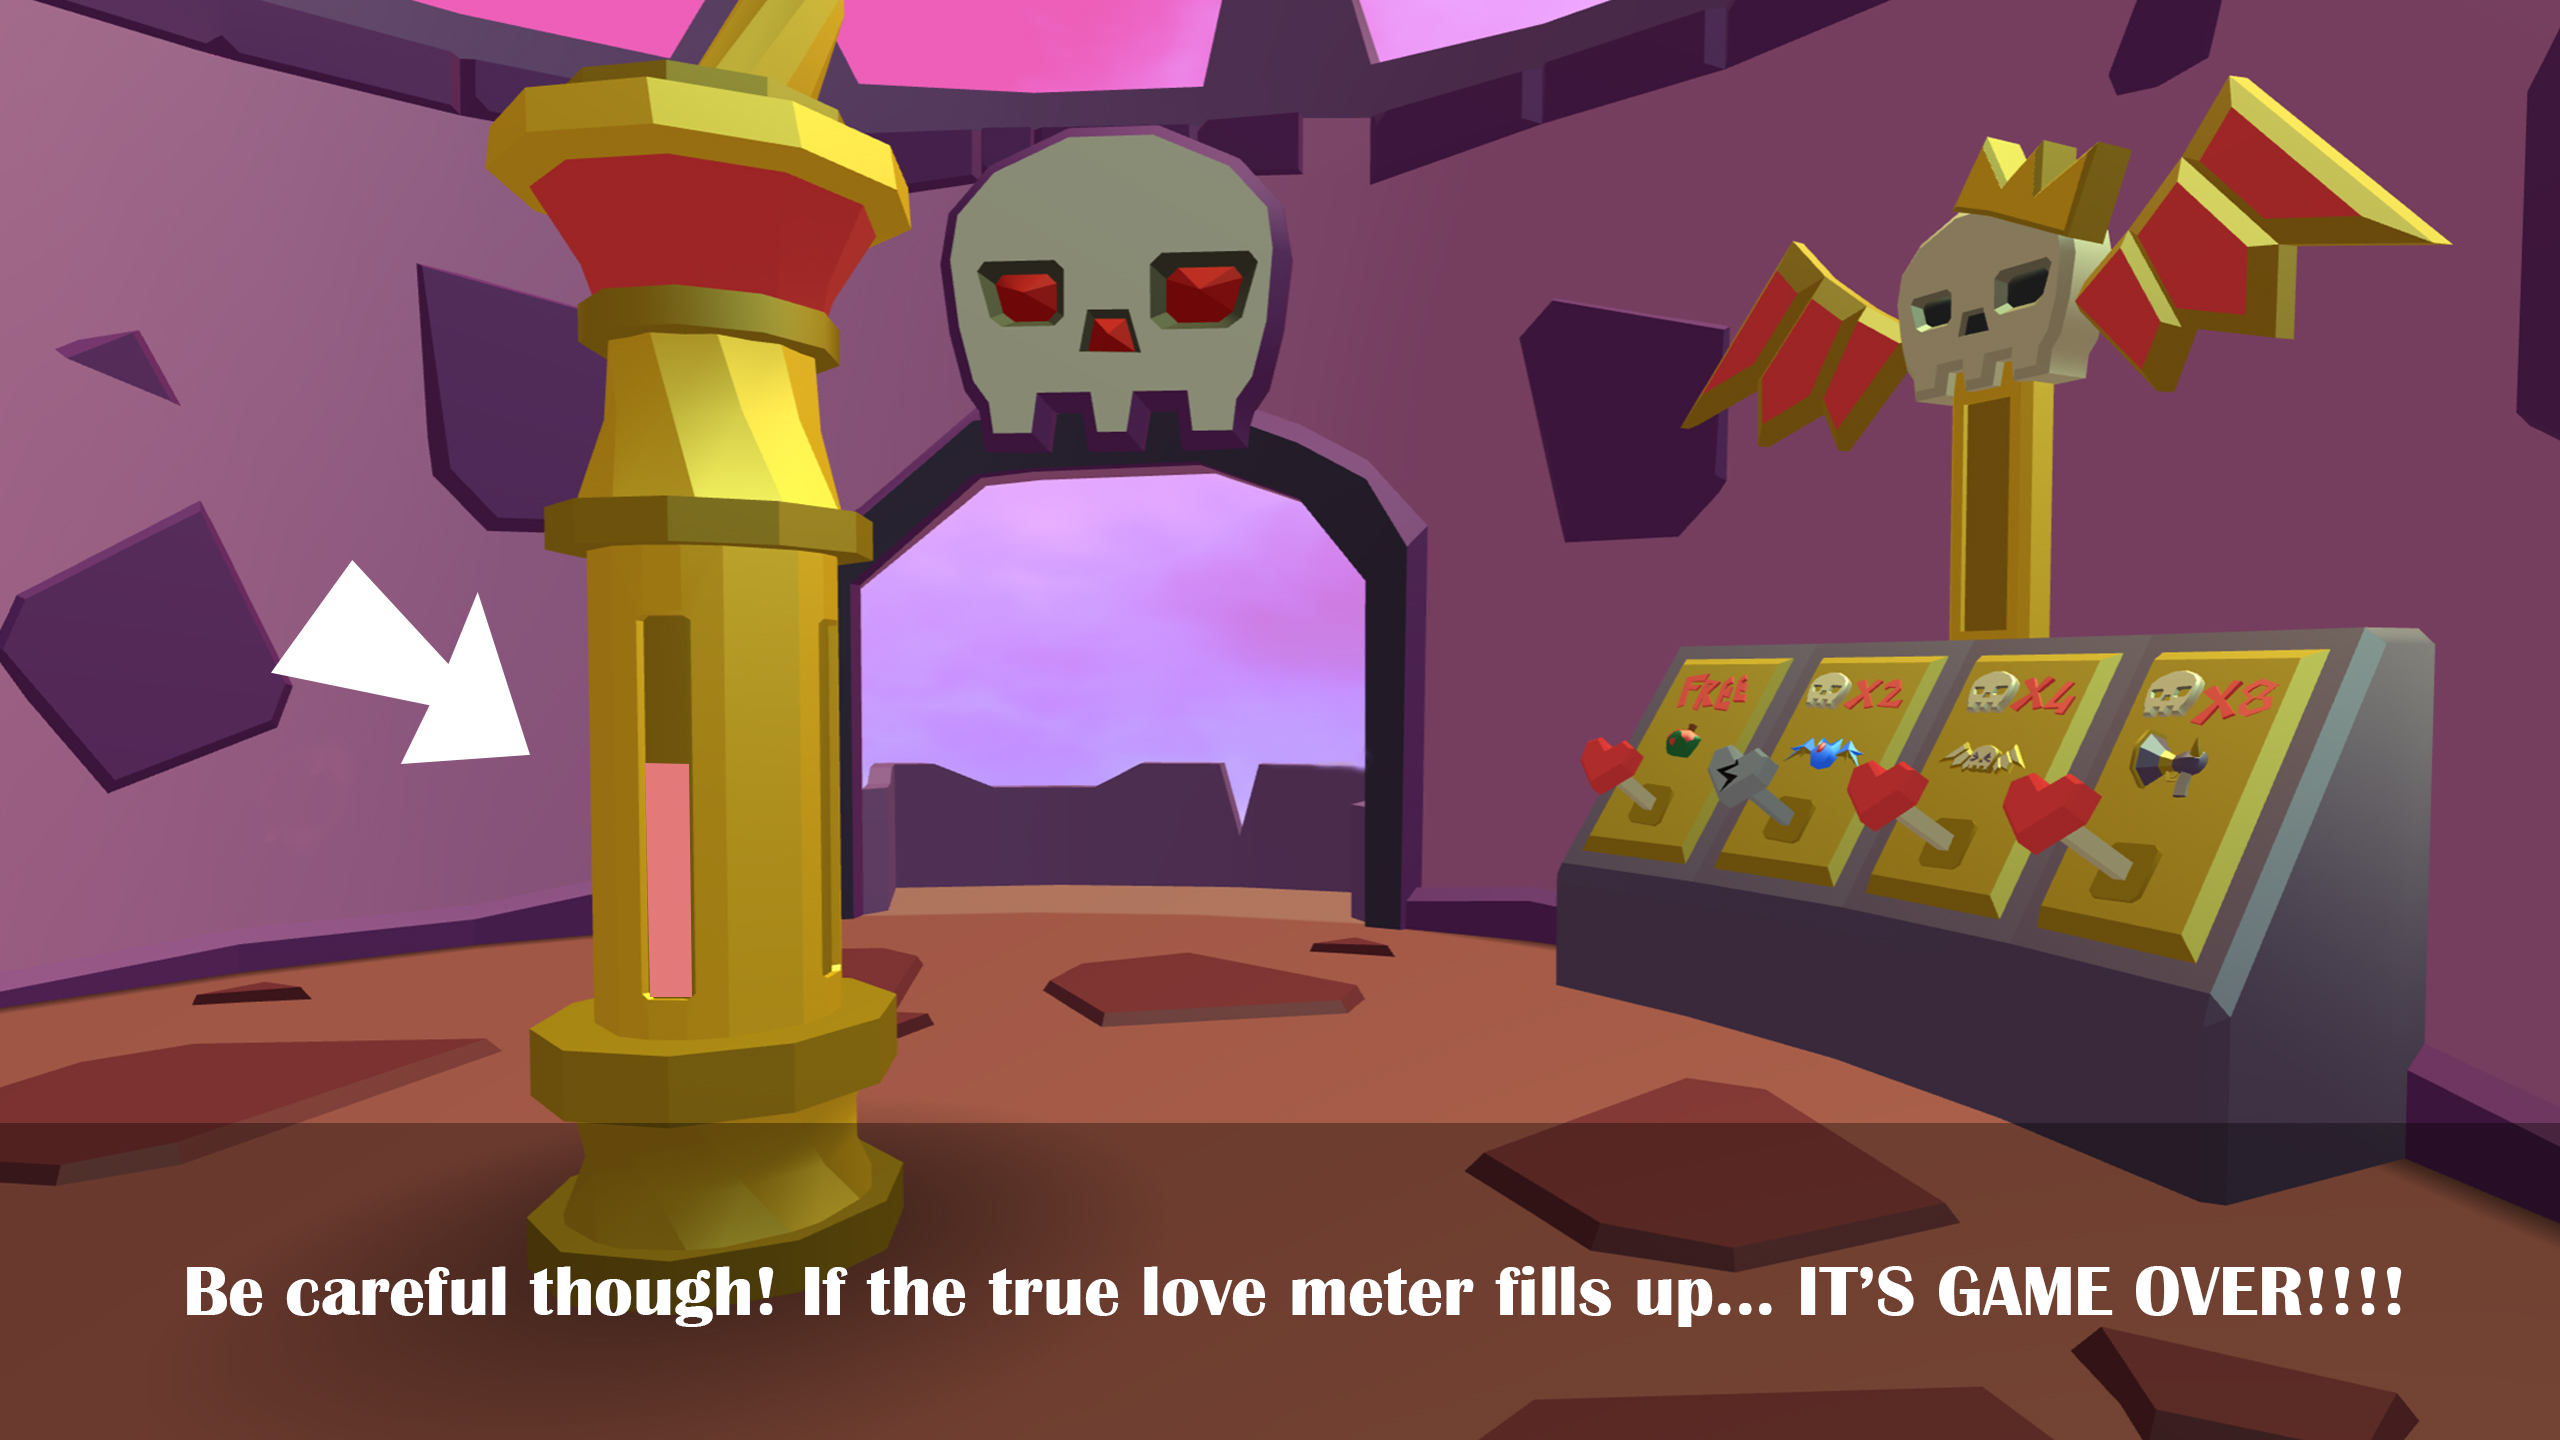 FREE
X2
X4
X8
Be careful though! If the true love meter fills up... IT'S GAME OVER!!!!